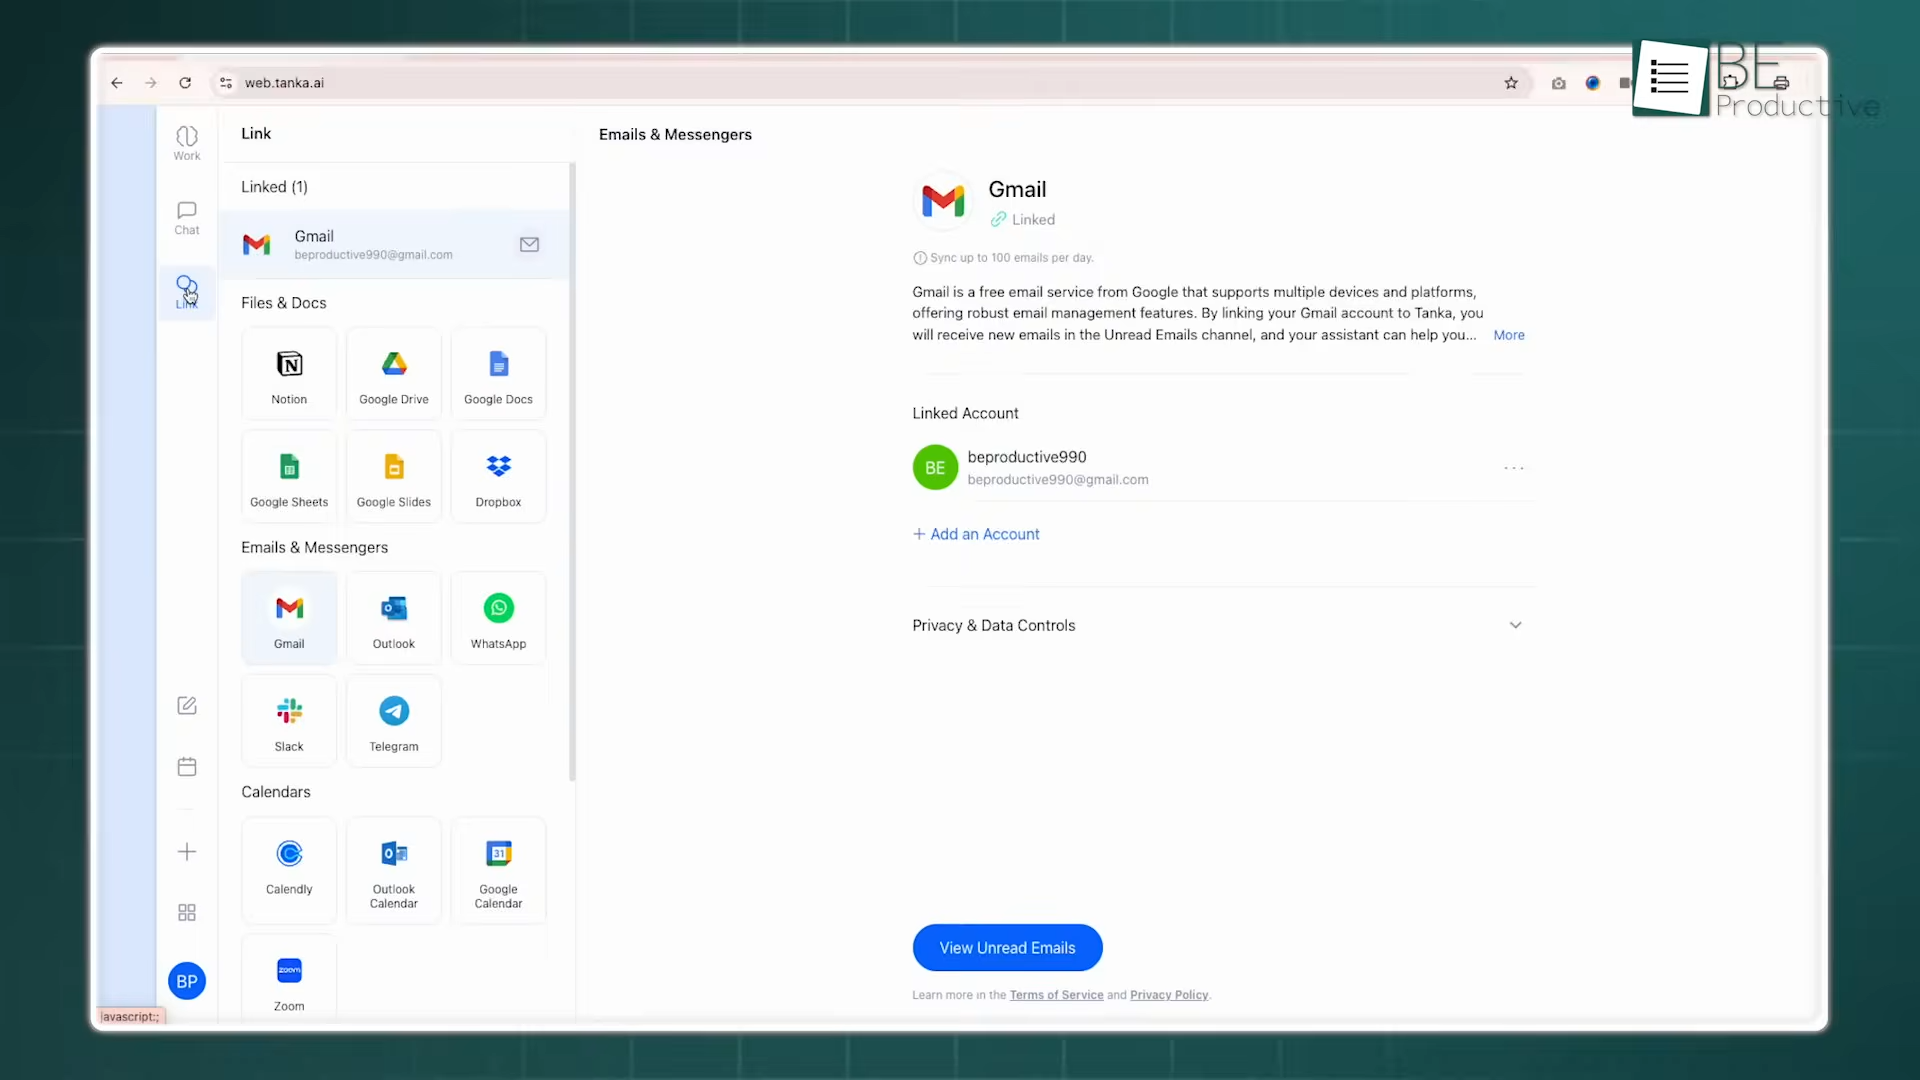 BE
Productive
web.tanka.ai
Work
Chat
Link
Link
Linked (1)
Gmail
beproductive990@gmail.com
Files & Docs
Notion
Google Drive
Google Docs
Google Sheets
Google Slides
Dropbox
Emails & Messengers
Gmail
Outlook
WhatsApp
Slack
Telegram
Calendars
Calendly
Outlook
Calendar
31
Google
Calendar
zoom
Zoom
BP
javascript:;
Emails & Messengers
Gmail
Linked
Sync up to 100 emails per day.
Gmail is a free email service from Google that supports multiple devices and platforms,
offering robust email management features. By linking your Gmail account to Tanka, you
will receive new emails in the Unread Emails channel, and your assistant can help you... More
Linked Account
BE
beproductive990
beproductive990@gmail.com
+ Add an Account
Privacy & Data Controls
View Unread Emails
Learn more in the Terms of Service and Privacy Policy.